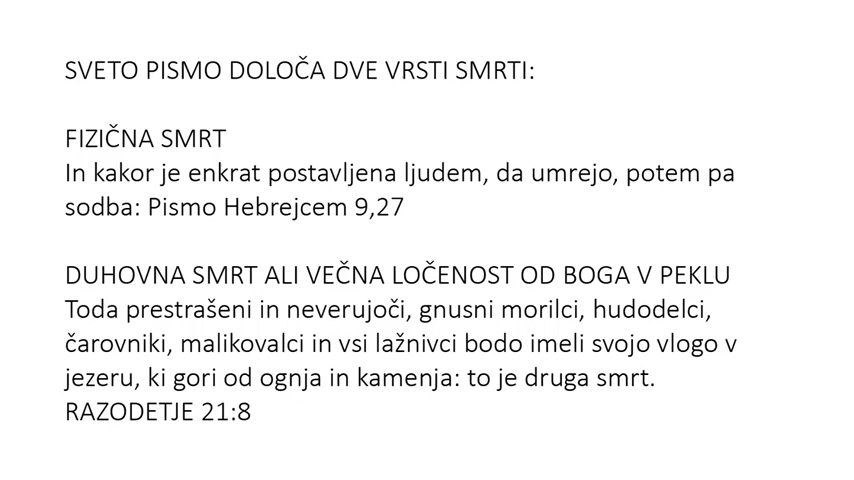 SVETO PISMO DOLOČA DVE VRSTI SMRTI:
FIZIČNA SMRT
In kakor je enkrat postavljena ljudem, da umrejo, potem pa
sodba: Pismo Hebrejcem 9,27
DUHOVNA SMRT ALI VEČNA LOČENOST OD BOGA V PEKLU
Toda prestrašeni in neverujoči, gnusni morilci, hudodelci,
čarovniki, malikovalci in vsi lažnivci bodo imeli svojo vlogo v
jezeru, ki gori od ognja in kamenja: to je druga smrt.
RAZODETJE 21:8